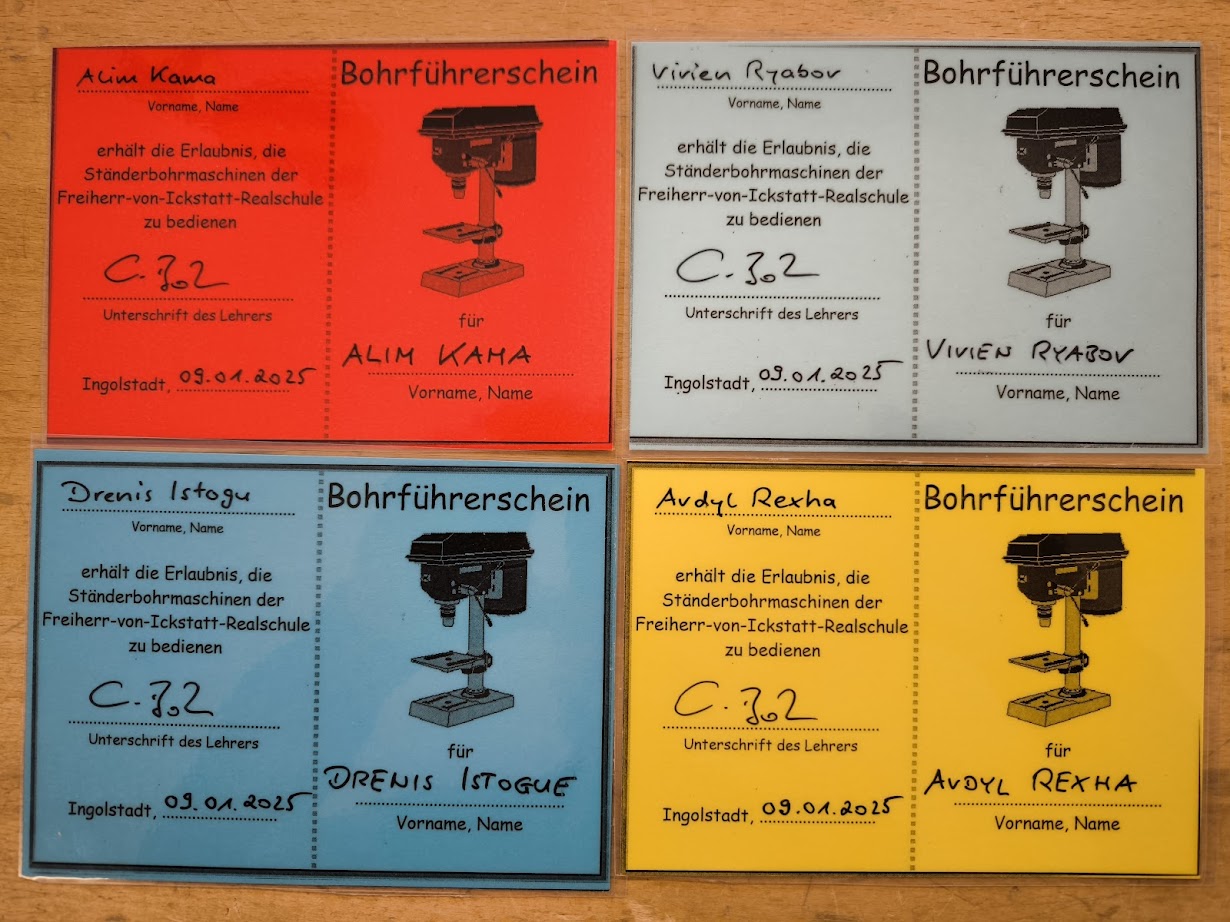 Alim Kama
Vorname, Name
erhält die Erlaubnis, die
Ständerbohrmaschinen der
Freiherr-von-Ickstatt-Realschule
zu bedienen
Unterschrift des Lehrers
Ingolstadt, 09.01.2025
Bohrführerschein
für
ALIM KAMA
Vorname, Name
Vivien Ryabov
Vorname, Name
erhält die Erlaubnis, die
Ständerbohrmaschinen der
Freiherr-von-Ickstatt-Realschule
zu bedienen
Unterschrift des Lehrers
Ingolstadt, 09.01.2025
Bohrführerschein
für
VIVIEN RYABOV
Vorname, Name
Drenis Istogu
Vorname, Name
erhält die Erlaubnis, die
Ständerbohrmaschinen der
Freiherr-von-Ickstatt-Realschule
zu bedienen
Unterschrift des Lehrers
Ingolstadt, 09.01.2025
Bohrführerschein
für
DRENIS ISTOGUE
Vorname, Name
Avdyl Rexha
Vorname, Name
erhält die Erlaubnis, die
Ständerbohrmaschinen der
Freiherr-von-Ickstatt-Realschule
zu bedienen
Unterschrift des Lehrers
Ingolstadt, 09.01.2025
Bohrführerschein
für
AVDYL REXHA
Vorname, Name